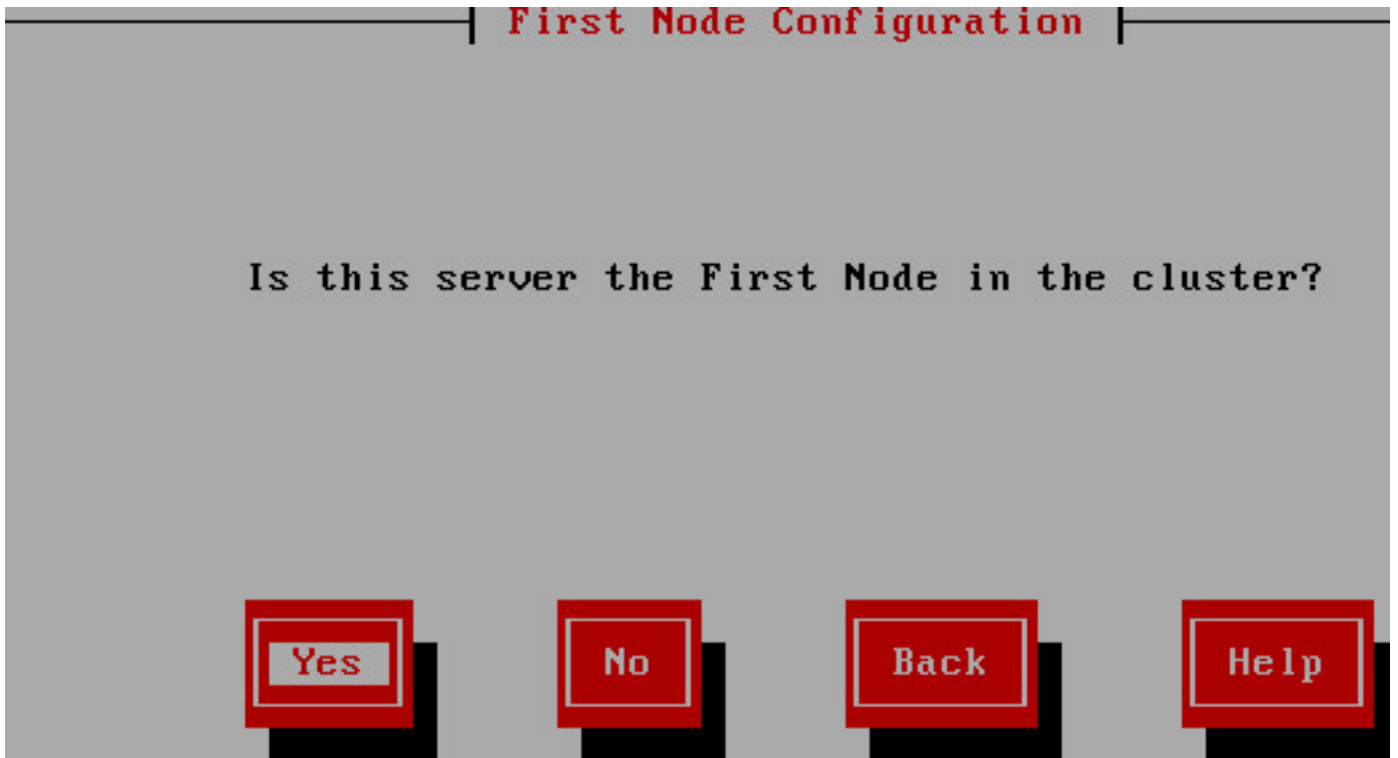 First Node Configuration
Is this server the First Node in the cluster?
Yes No Back Help